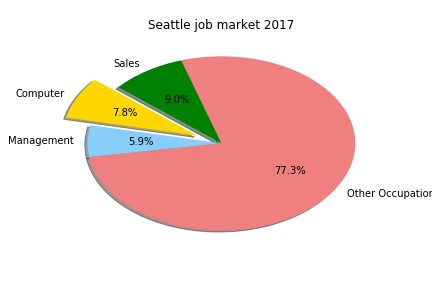 Seattle job market 2017
Sales
9.0%
Computer
7.8%
Management
5.9%
77.3%
Other Occupation